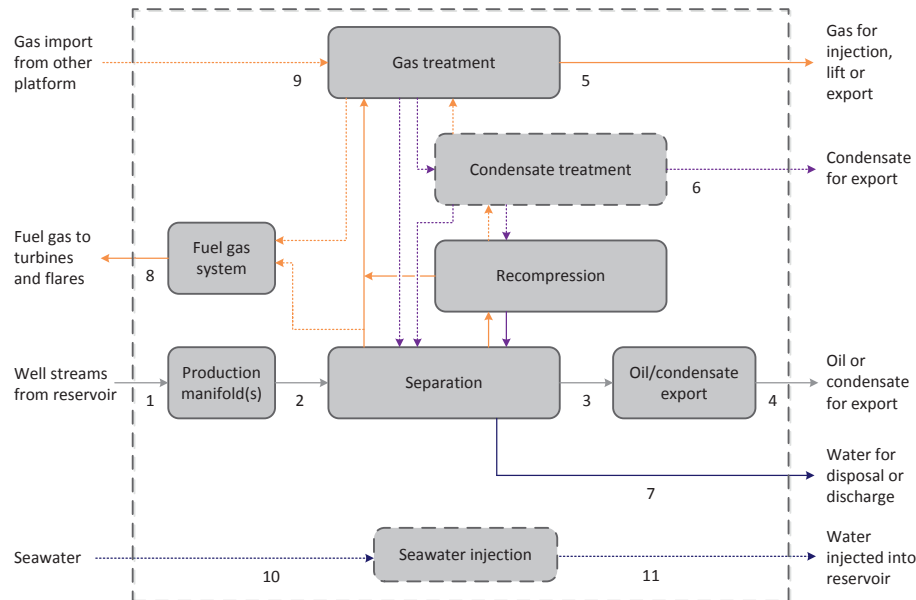 Gas import
from other
platform
9
Gas treatment
5
Gas for
injection,
lift or
export
Condensate treatment
6
Condensate
for export
Fuel gas to
turbines
and flares
8
Fuel gas
system
Recompression
Well streams
from reservoir
1
Production
manifold(s)
2
Separation
3
Oil/condensate
export
4
Oil or
condensate
for export
7
Water for
disposal or
discharge
Seawater
10
Seawater injection
11
Water
injected into
reservoir